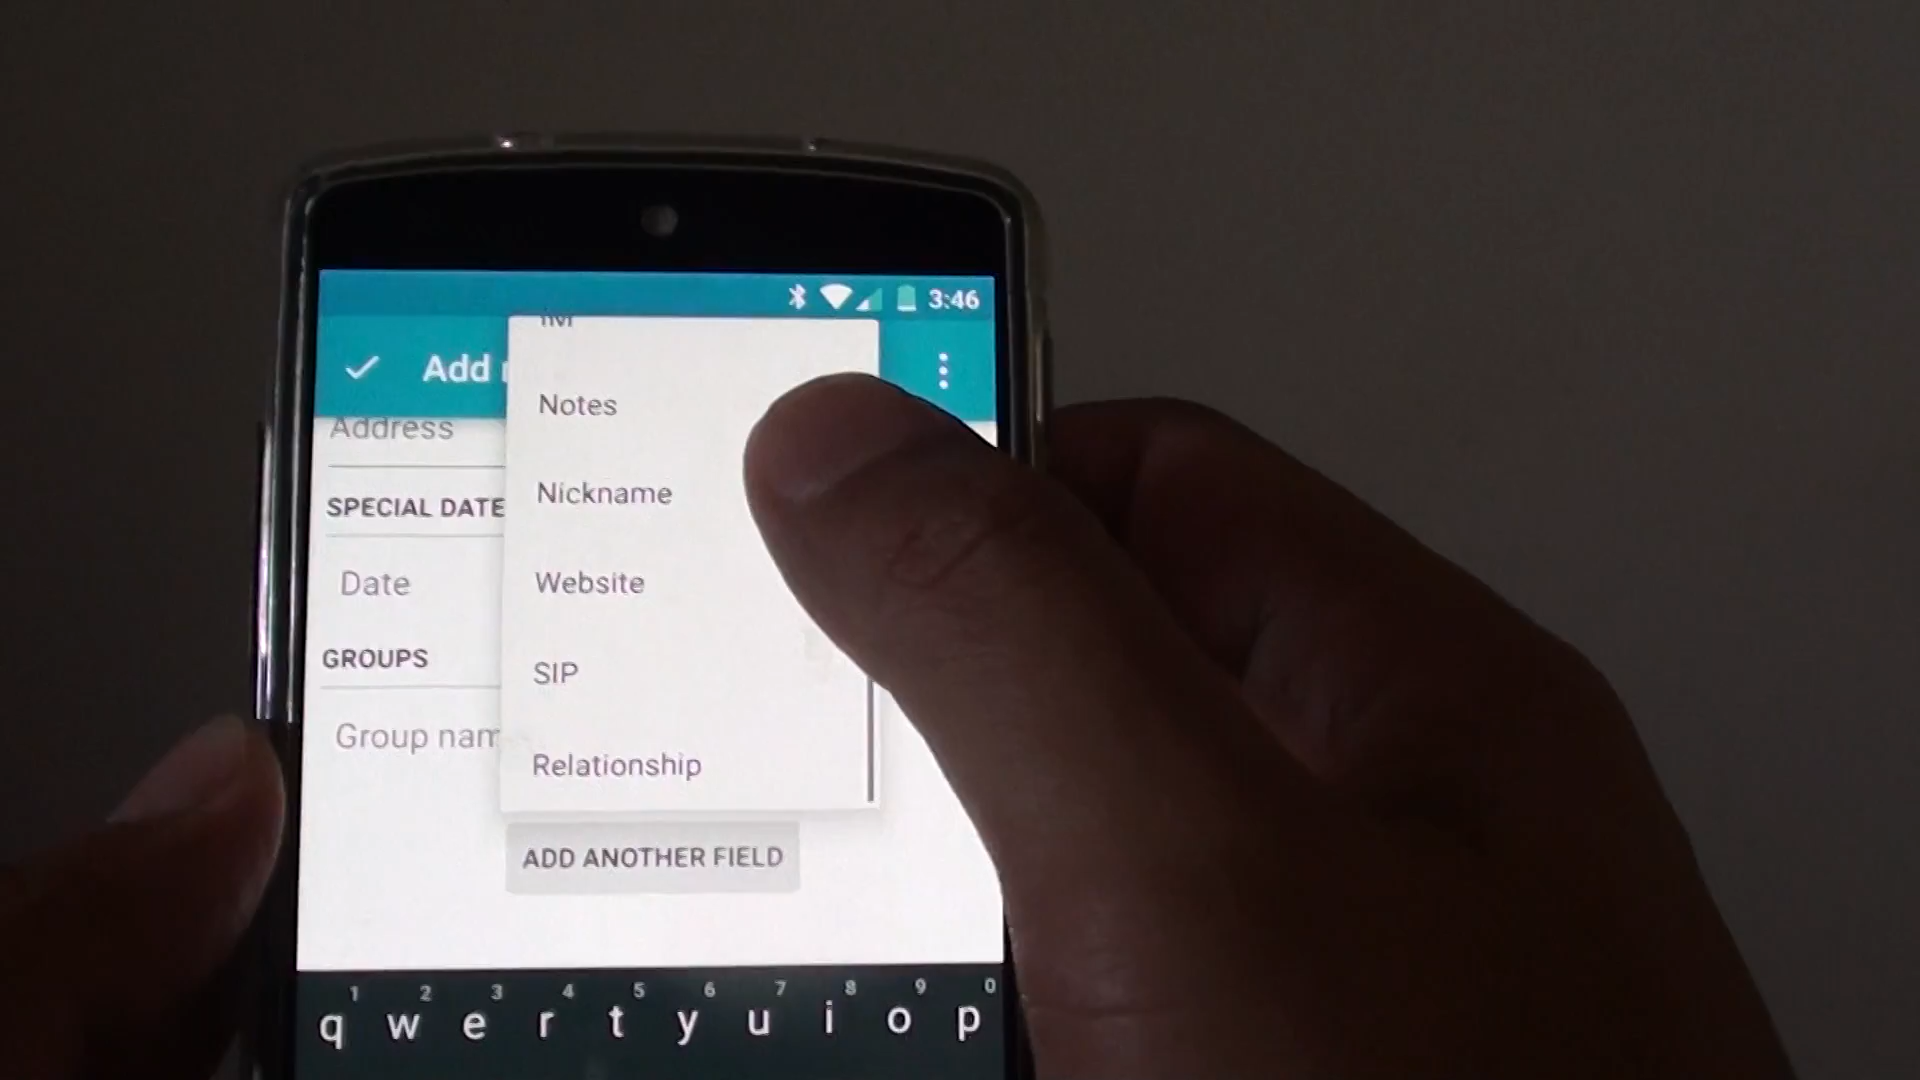 3:46
Add
Address
Notes
SPECIAL DATE
Nickname
Date
Website
GROUPS
SIP
Group nam
Relationship
ADD ANOTHER FIELD
1 2 3 4 5 6 7 8 9 0
q w e r t y u i o p